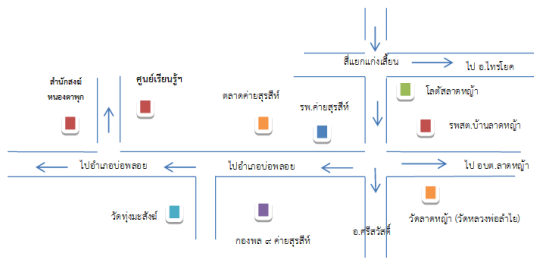 สี่แยกแก่งเสี้ยน
ไป อ.ไทรโยค
สำนักสงฆ์
หนองตาพุก
ศูนย์เรียนรู้ฯ
ตลาดค่ายสุรสีห์
รพ.ค่ายสุรสีห์
โลตัสลาดหญ้า
รพสต.บ้านลาดหญ้า
ไปอำเภอบ่อพลอย
ไปอำเภอบ่อพลอย
ไป อบต.ลาดหญ้า
วัดทุ่งมะสังข์
กองพล ๙ ค่ายสุรสีห์
อ.ศรีสวัสดิ์
วัดลาดหญ้า (วัดหลวงพ่อลำไย)